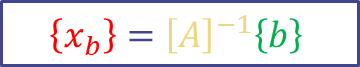 {x_b} = [A]⁻¹{b}